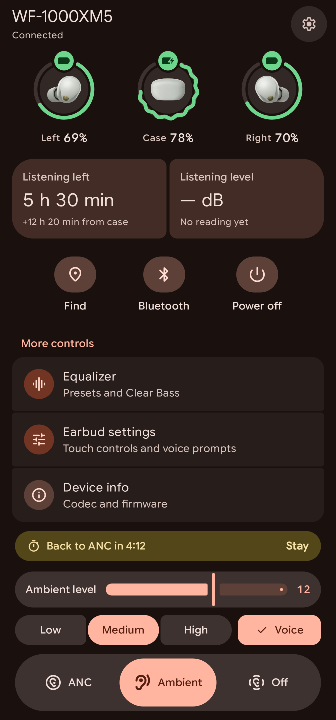 WF-1000XM5
Connected
Left 69%
Case 78%
Right 70%
Listening left
5 h 30 min
+12 h 20 min from case
Listening level
— dB
No reading yet
Find
Bluetooth
Power off
More controls
Equalizer
Presets and Clear Bass
Earbud settings
Touch controls and voice prompts
Device info
Codec and firmware
Back to ANC in 4:12
Stay
Ambient level
12
Low
Medium
High
Voice
ANC
Ambient
Off